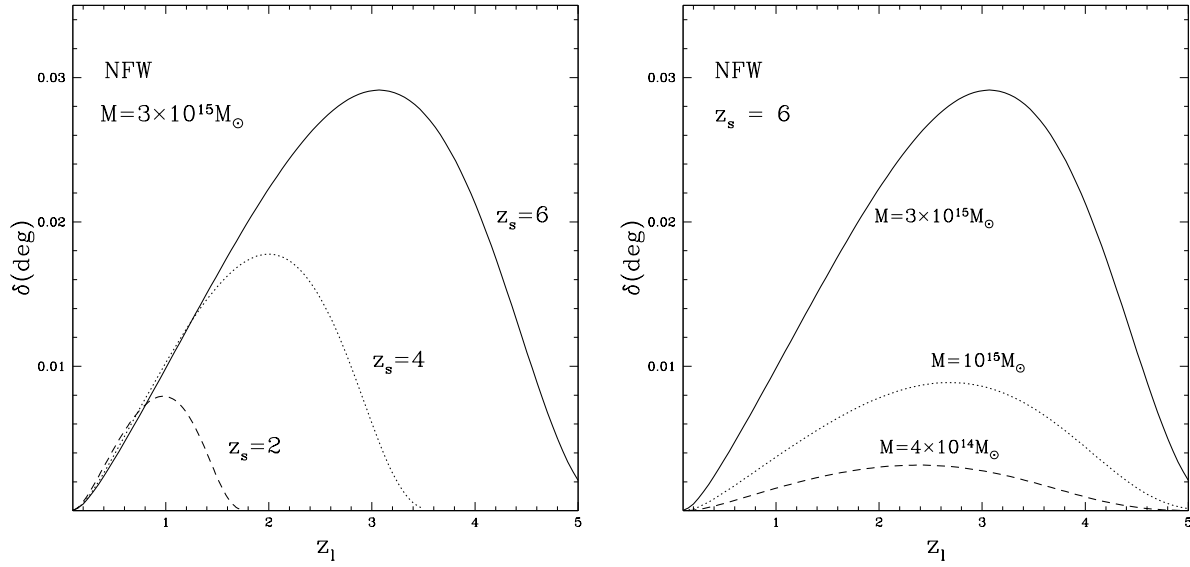 NFW
M=3×10¹⁵M☉
z_s=6
z_s=4
z_s=2
δ(deg)
0.03
0.02
0.01
1 2 3 4 5
z_l
NFW
z_s = 6
M=3×10¹⁵M☉
M=10¹⁵M☉
M=4×10¹⁴M☉
δ(deg)
0.03
0.02
0.01
1 2 3 4 5
z_l